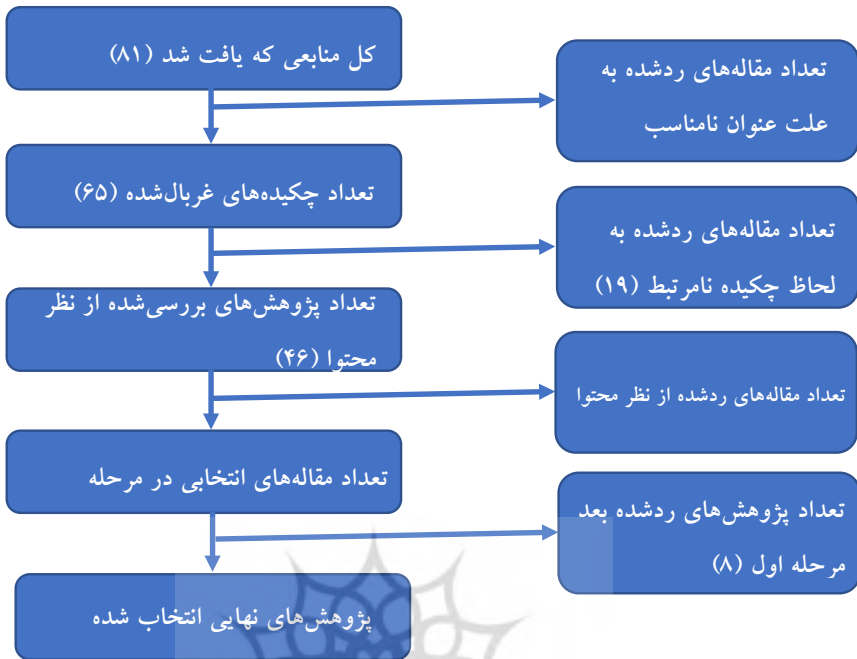 کل منابعی که یافت شد (۸۱)
تعداد مقاله‌های ردشده به
علت عنوان نامناسب
تعداد چکیده‌های غربال‌شده (۶۵)
تعداد مقاله‌های ردشده به
لحاظ چکیده نامرتبط (۱۹)
تعداد پژوهش‌های بررسی‌شده از نظر
محتوا (۴۶)
تعداد مقاله‌های ردشده از نظر محتوا
تعداد مقاله‌های انتخابی در مرحله
تعداد پژوهش‌های ردشده بعد
مرحله اول (۸)
پژوهش‌های نهایی انتخاب شده